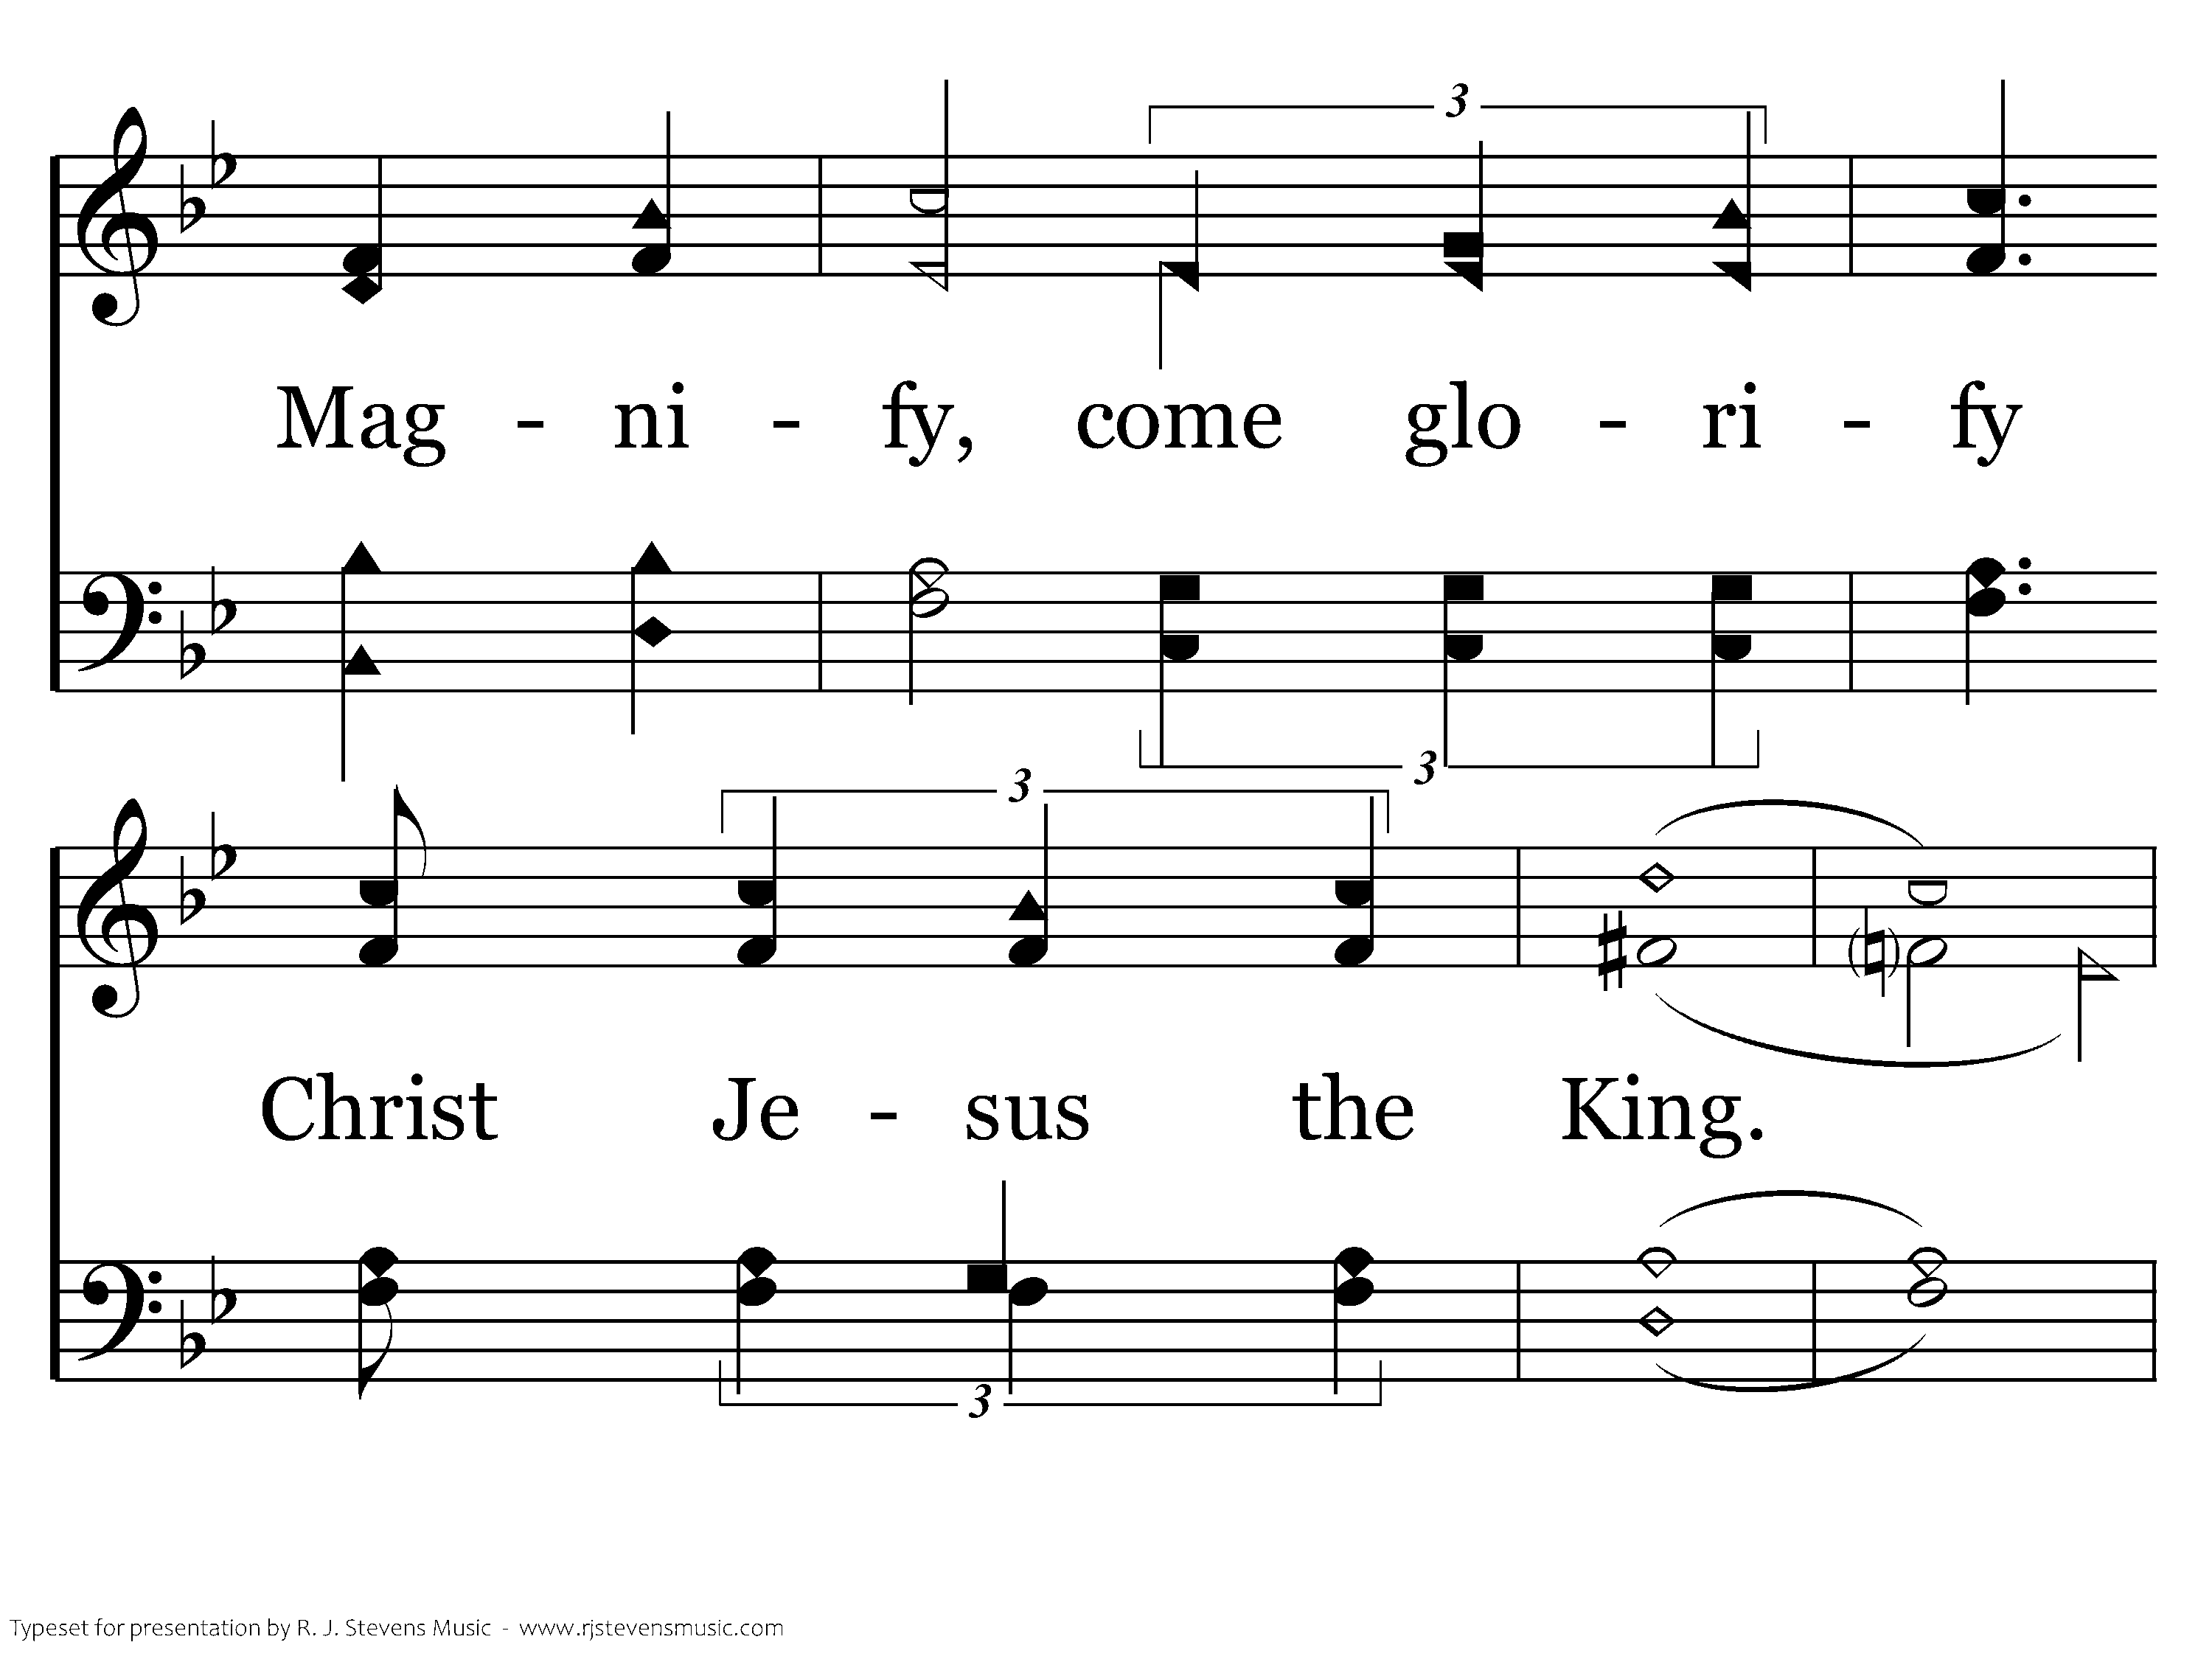 3
Mag - ni - fy, come glo - ri - fy
3
3
Christ Je - sus the King.
3
Typeset for presentation by R. J. Stevens Music - www.rjstevensmusic.com